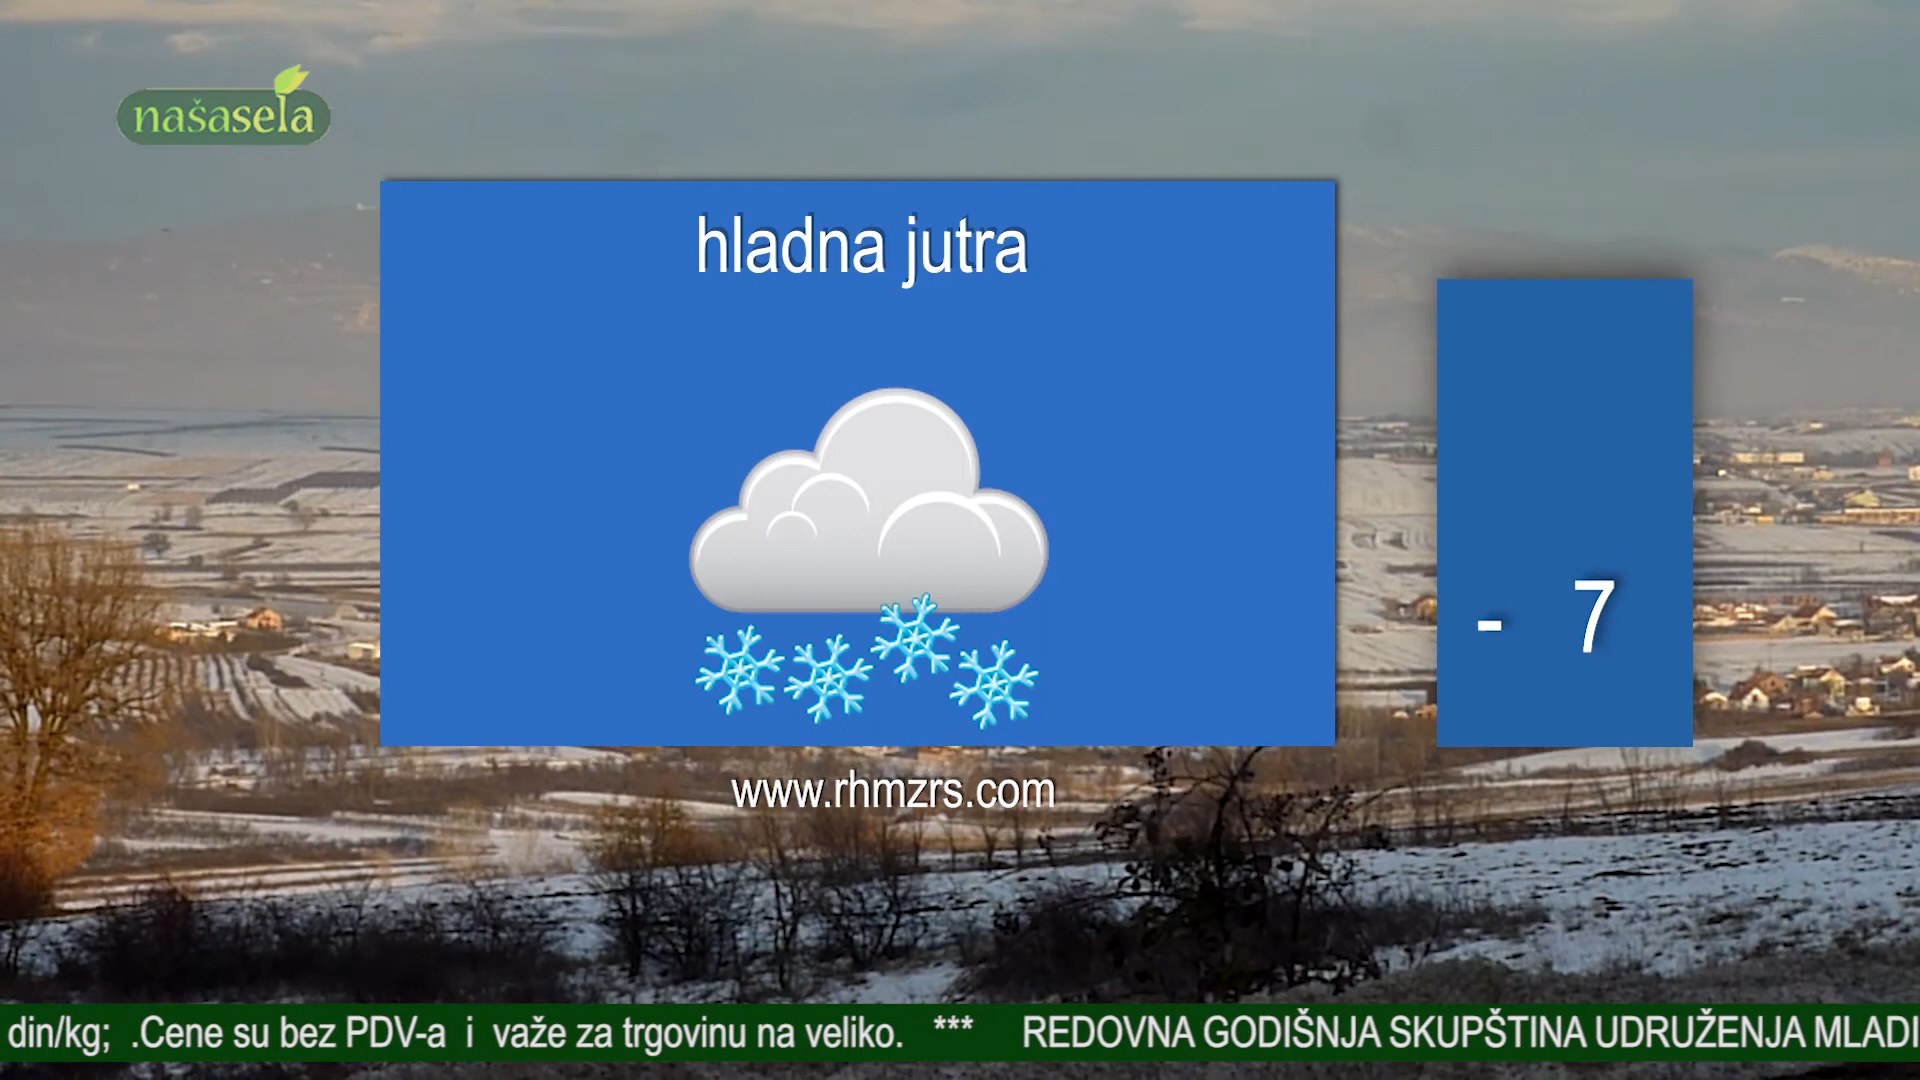 našasela
hladna jutra
- 7
www.rhmzrs.com
din/kg; .Cene su bez PDV-a i važe za trgovinu na veliko. *** REDOVNA GODIŠNJA SKUPŠTINA UDRUŽENJA MLADI